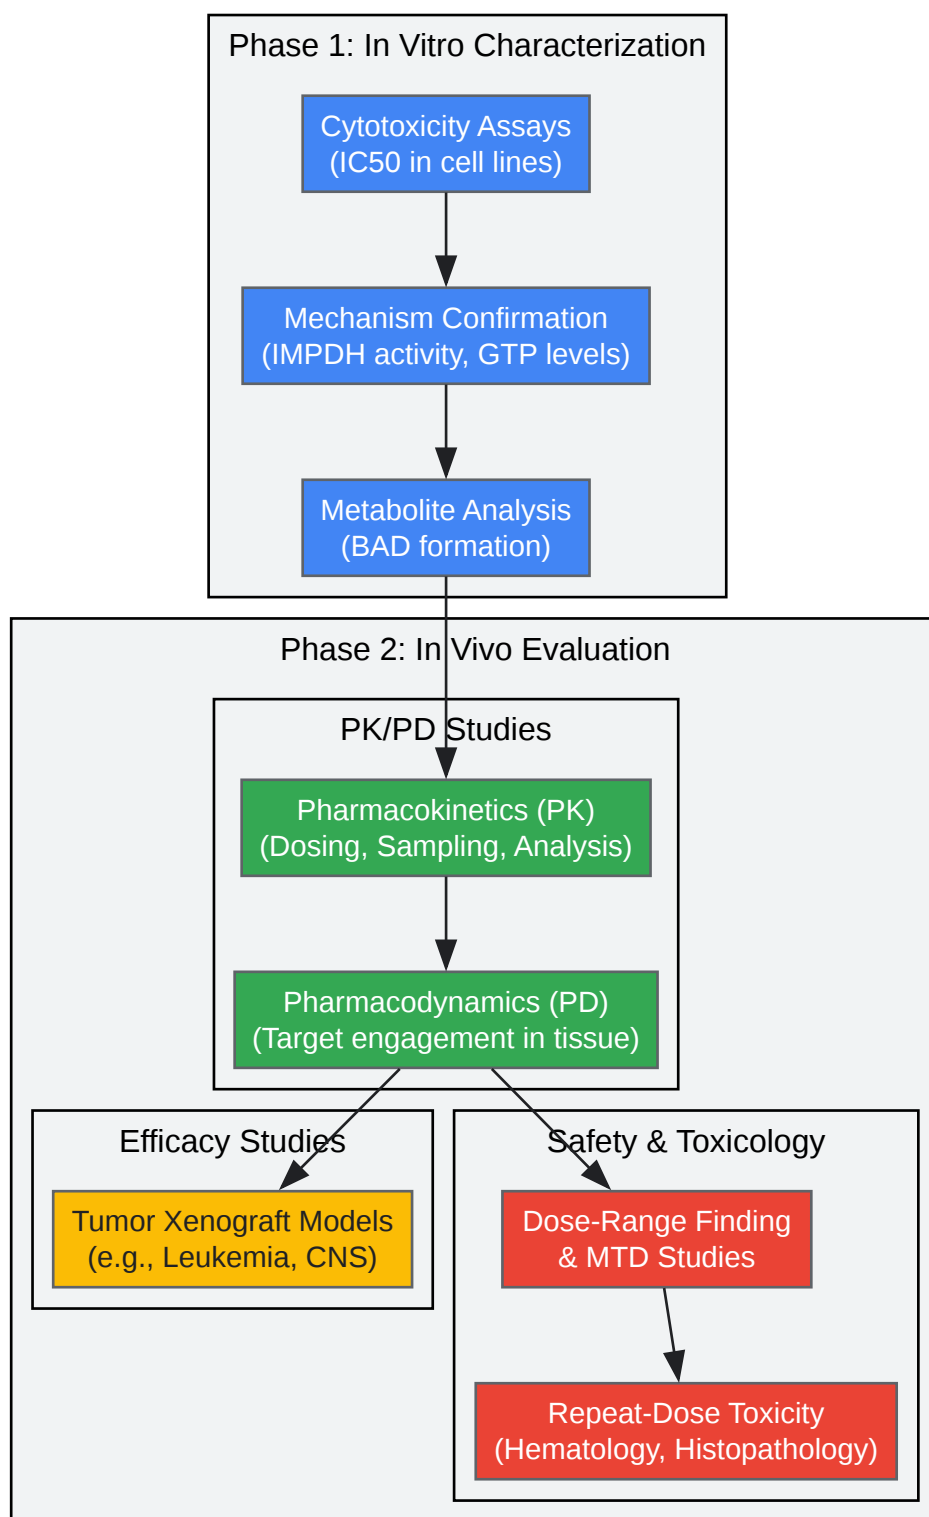 Phase 1: In Vitro Characterization
Cytotoxicity Assays
(IC50 in cell lines)
Mechanism Confirmation
(IMPDH activity, GTP levels)
Metabolite Analysis
(BAD formation)
Phase 2: In Vivo Evaluation
PK/PD Studies
Pharmacokinetics (PK)
(Dosing, Sampling, Analysis)
Pharmacodynamics (PD)
(Target engagement in tissue)
Efficacy Studies
Tumor Xenograft Models
(e.g., Leukemia, CNS)
Safety & Toxicology
Dose-Range Finding
& MTD Studies
Repeat-Dose Toxicity
(Hematology, Histopathology)